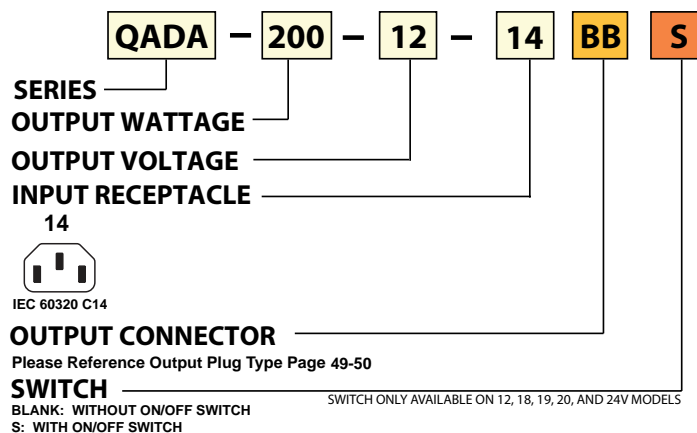 QADA - 200 - 12 - 14 BB S
SERIES
OUTPUT WATTAGE
OUTPUT VOLTAGE
INPUT RECEPTACLE
14
IEC 60320 C14
OUTPUT CONNECTOR
Please Reference Output Plug Type Page 49-50
SWITCH
SWITCH ONLY AVAILABLE ON 12, 18, 19, 20, AND 24V MODELS
BLANK: WITHOUT ON/OFF SWITCH
S: WITH ON/OFF SWITCH